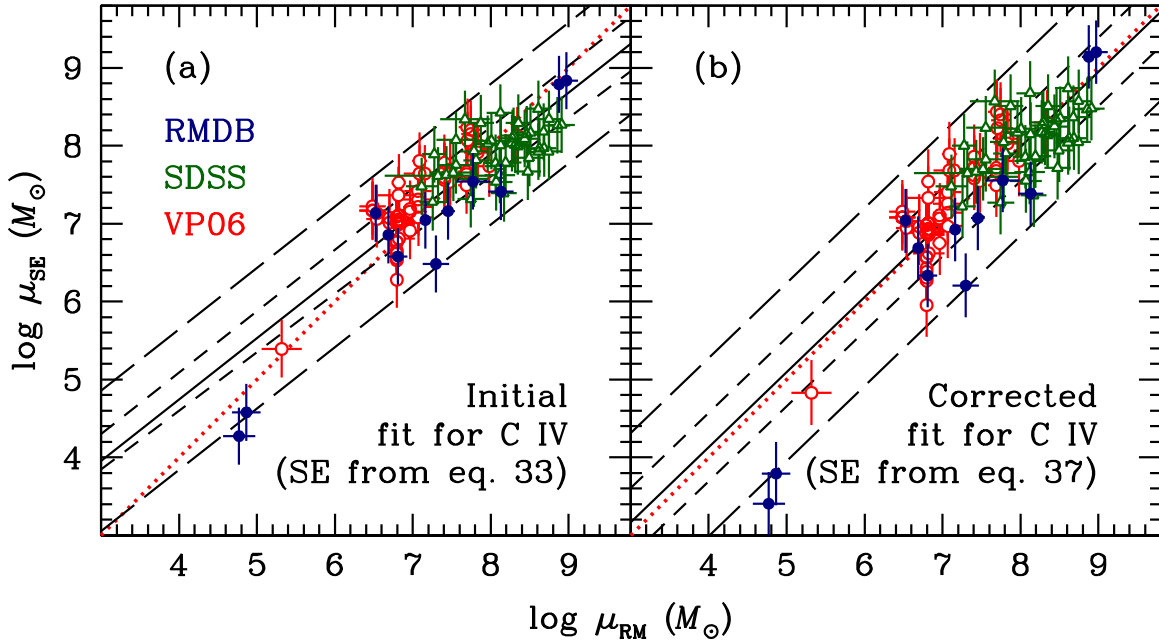 (a)
(b)
RMDB
SDSS
VP06
Initial
fit for C IV
(SE from eq. 33)
Corrected
fit for C IV
(SE from eq. 37)
9
8
7
6
5
4
log μSE (M⊙)
4 5 6 7 8 9
4 5 6 7 8 9
log μRM (M⊙)